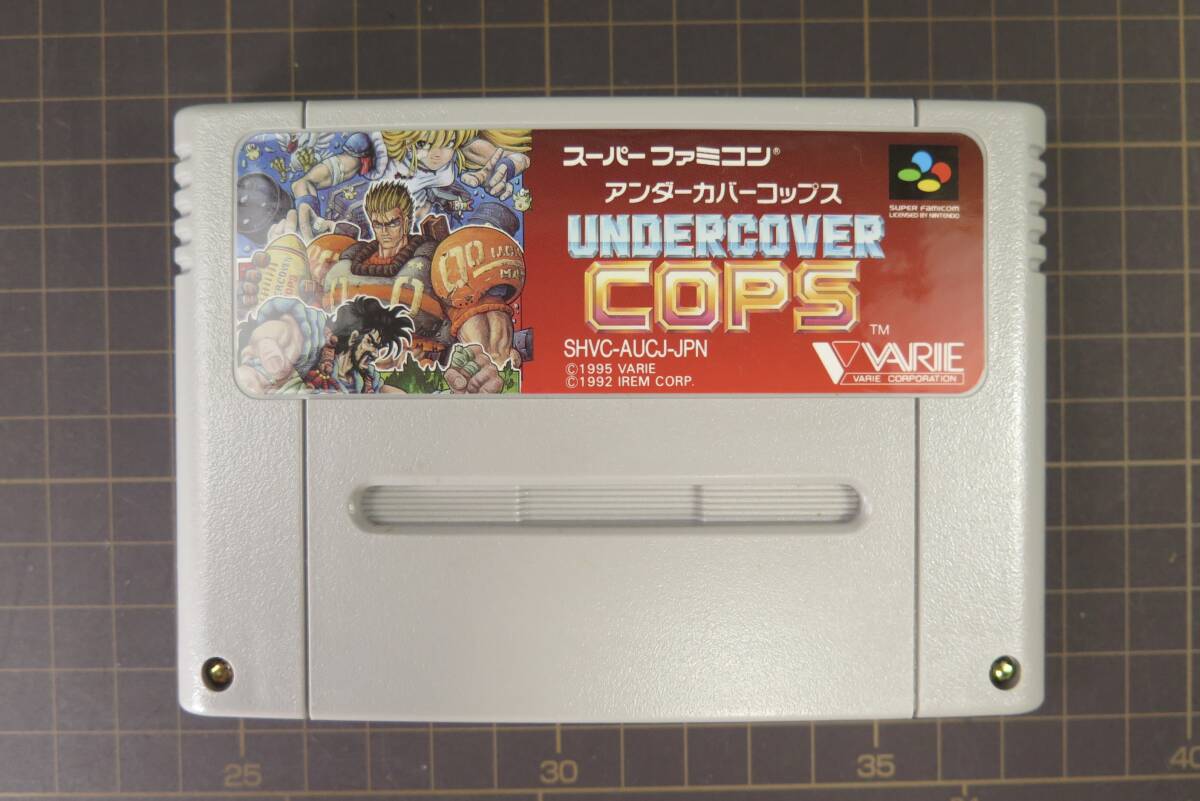 スーパーファミコン®
アンダーカバーコップス
UNDERCOVER
COPS
TM
SHVC-AUCJ-JPN
©1995 VARIE
©1992 IREM CORP.
SUPER Famicom
LICENSED BY NINTENDO
VARIE
VARIE CORPORATION
25
30
35
40